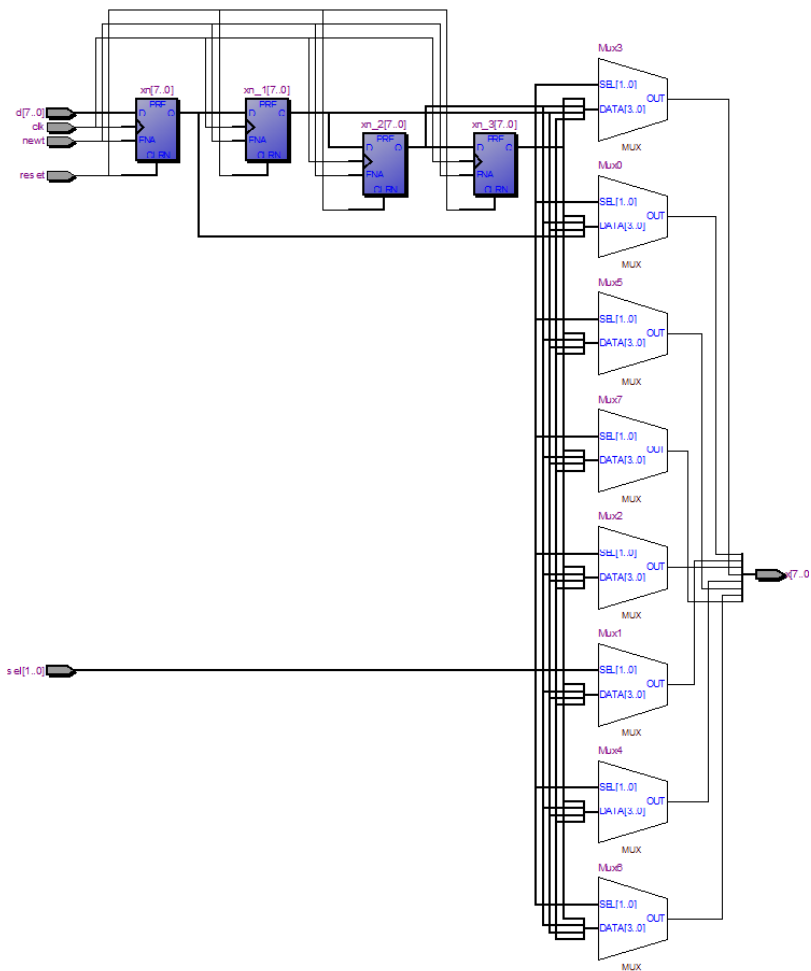 xn[7..0]
xn_1[7..0]
xn_2[7..0]
xn_3[7..0]
d[7..0]
clk
newt
reset
sel[1..0]
PRE
D
Q
ENA
CLRN
PRE
D
Q
ENA
CLRN
PRE
D
Q
ENA
CLRN
PRE
D
Q
ENA
CLRN
Mux3
SEL[1..0]
OUT
DATA[3..0]
MUX
Mux0
SEL[1..0]
OUT
DATA[3..0]
MUX
Mux5
SEL[1..0]
OUT
DATA[3..0]
MUX
Mux7
SEL[1..0]
OUT
DATA[3..0]
MUX
Mux2
SEL[1..0]
OUT
DATA[3..0]
MUX
Mux1
SEL[1..0]
OUT
DATA[3..0]
MUX
Mux4
SEL[1..0]
OUT
DATA[3..0]
MUX
Mux6
SEL[1..0]
OUT
DATA[3..0]
MUX
x[7..0